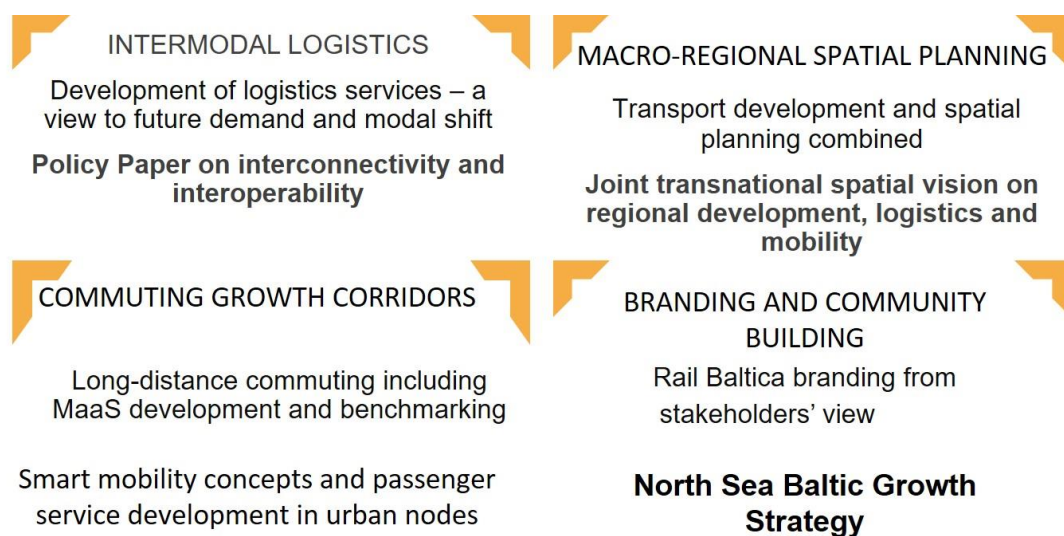 INTERMODAL LOGISTICS
Development of logistics services – a
view to future demand and modal shift
Policy Paper on interconnectivity and
interoperability
MACRO-REGIONAL SPATIAL PLANNING
Transport development and spatial
planning combined
Joint transnational spatial vision on
regional development, logistics and
mobility
COMMUTING GROWTH CORRIDORS
Long-distance commuting including
MaaS development and benchmarking
Smart mobility concepts and passenger
service development in urban nodes
BRANDING AND COMMUNITY
BUILDING
Rail Baltica branding from
stakeholders’ view
North Sea Baltic Growth
Strategy